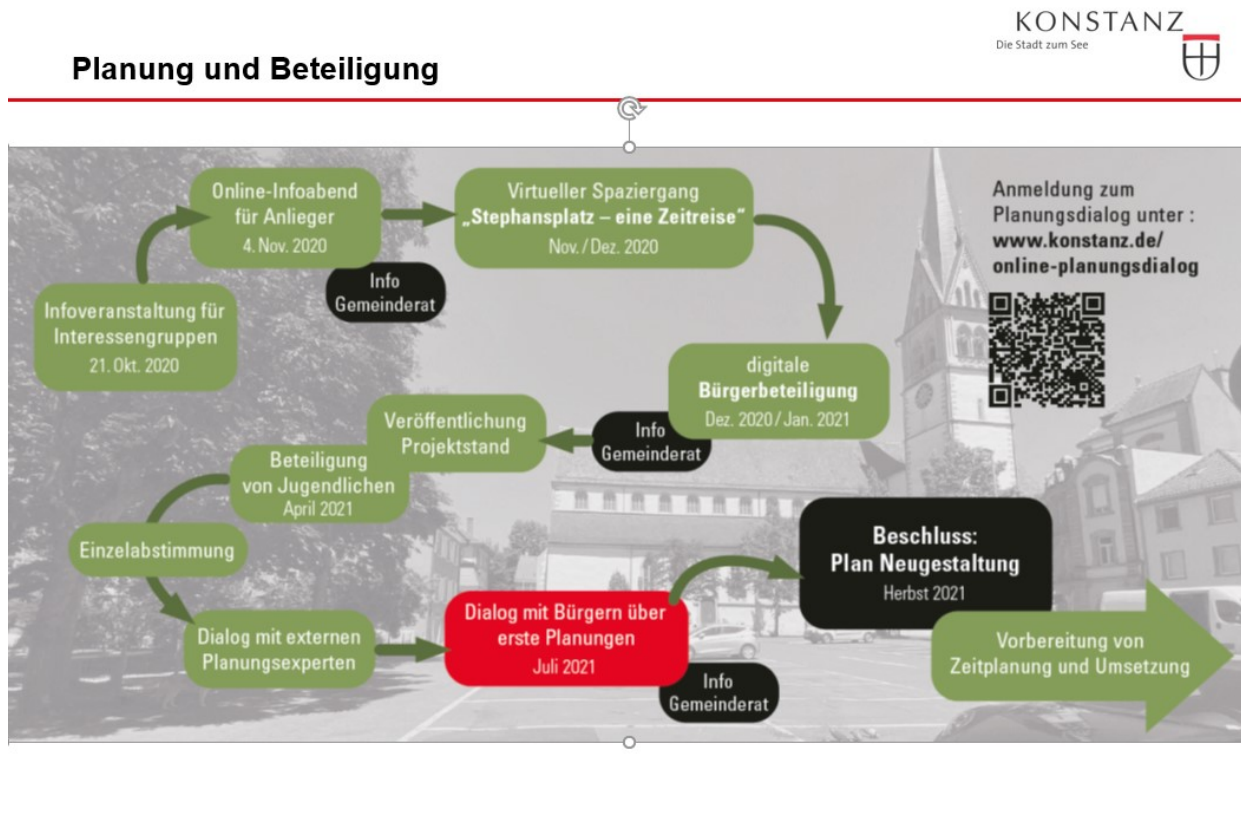 KONSTANZ
Die Stadt zum See
Planung und Beteiligung
Infoveranstaltung für
Interessengruppen
21. Okt. 2020
Online-Infoabend
für Anlieger
4. Nov. 2020
Info
Gemeinderat
Virtueller Spaziergang
„Stephansplatz – eine Zeitreise“
Nov. / Dez. 2020
Anmeldung zum
Planungsdialog unter :
www.konstanz.de/
online-planungsdialog
digitale
Bürgerbeteiligung
Dez. 2020 / Jan. 2021
Info
Gemeinderat
Veröffentlichung
Projektstand
Beteiligung
von Jugendlichen
April 2021
Einzelabstimmung
Dialog mit externen
Planungsexperten
Dialog mit Bürgern über
erste Planungen
Juli 2021
Info
Gemeinderat
Beschluss:
Plan Neugestaltung
Herbst 2021
Vorbereitung von
Zeitplanung und Umsetzung